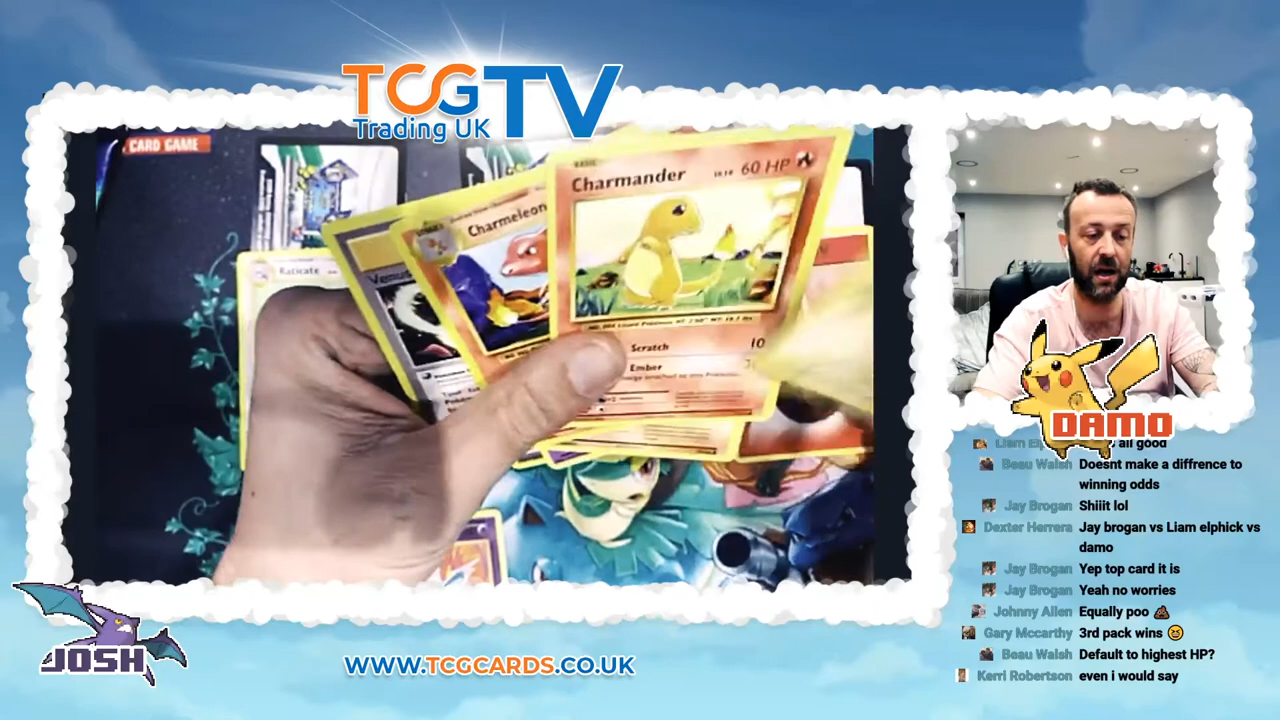 TCG TV
Trading UK
CARD GAME
Charmander
60 HP
Charmeleon
Raticate
Scratch
10
Ember
DAMO
all good
Beau Walsh Doesnt make a diffrence to
winning odds
Jay Brogan Shiiit lol
Dexter Herrera Jay brogan vs Liam elphick vs
damo
Jay Brogan Yep top card it is
Jay Brogan Yeah no worries
Johnny Allen Equally poo 💩
Gary Mccarthy 3rd pack wins 😆
Beau Walsh Default to highest HP?
Kerri Robertson even i would say
JOSH
WWW.TCGCARDS.CO.UK